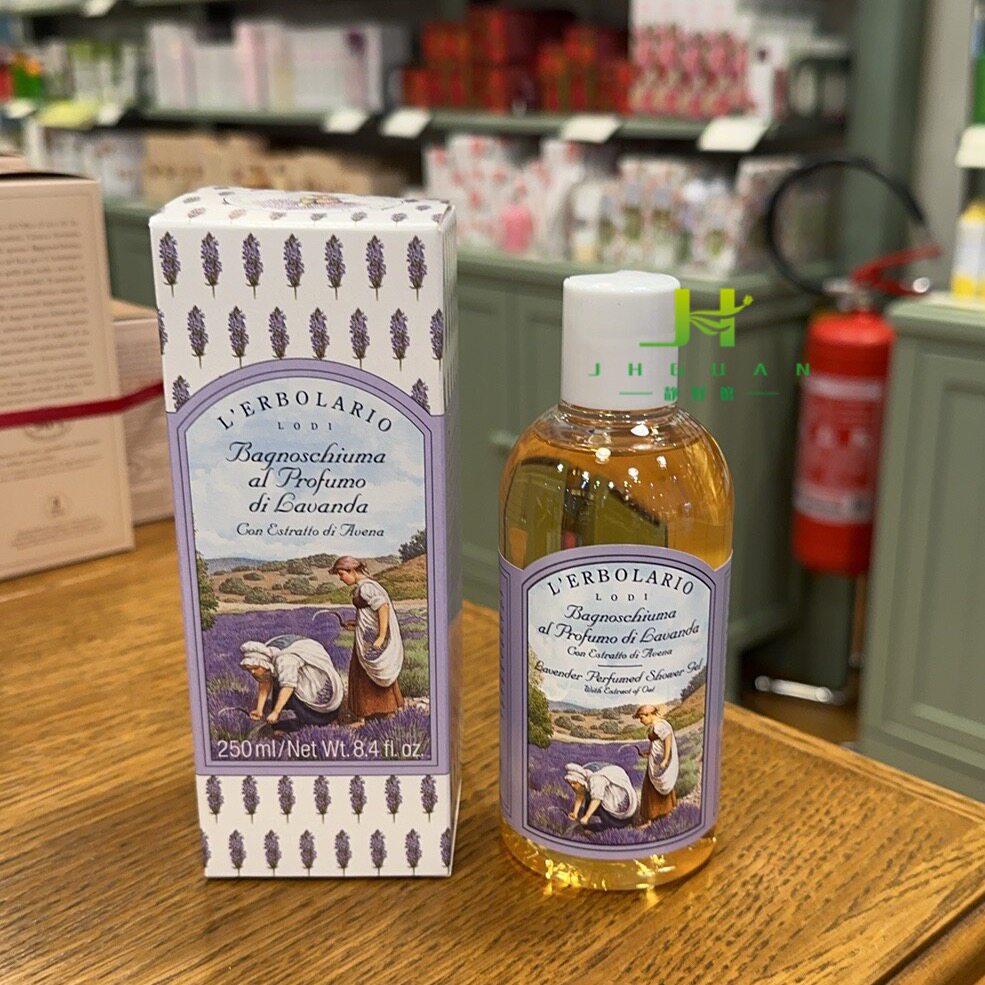 L'ERBOLARIO
LODI
Bagnoschiuma
al Profumo
di Lavanda
Con Estratto di Avena
250 ml/Net Wt. 8.4 fl. oz.
JH
JHGUAN
L'ERBOLARIO
LODI
Bagnoschiuma
al Profumo di Lavanda
Con Estratto di Avena
Lavender Perfumed Shower Gel
With Extract of Oat